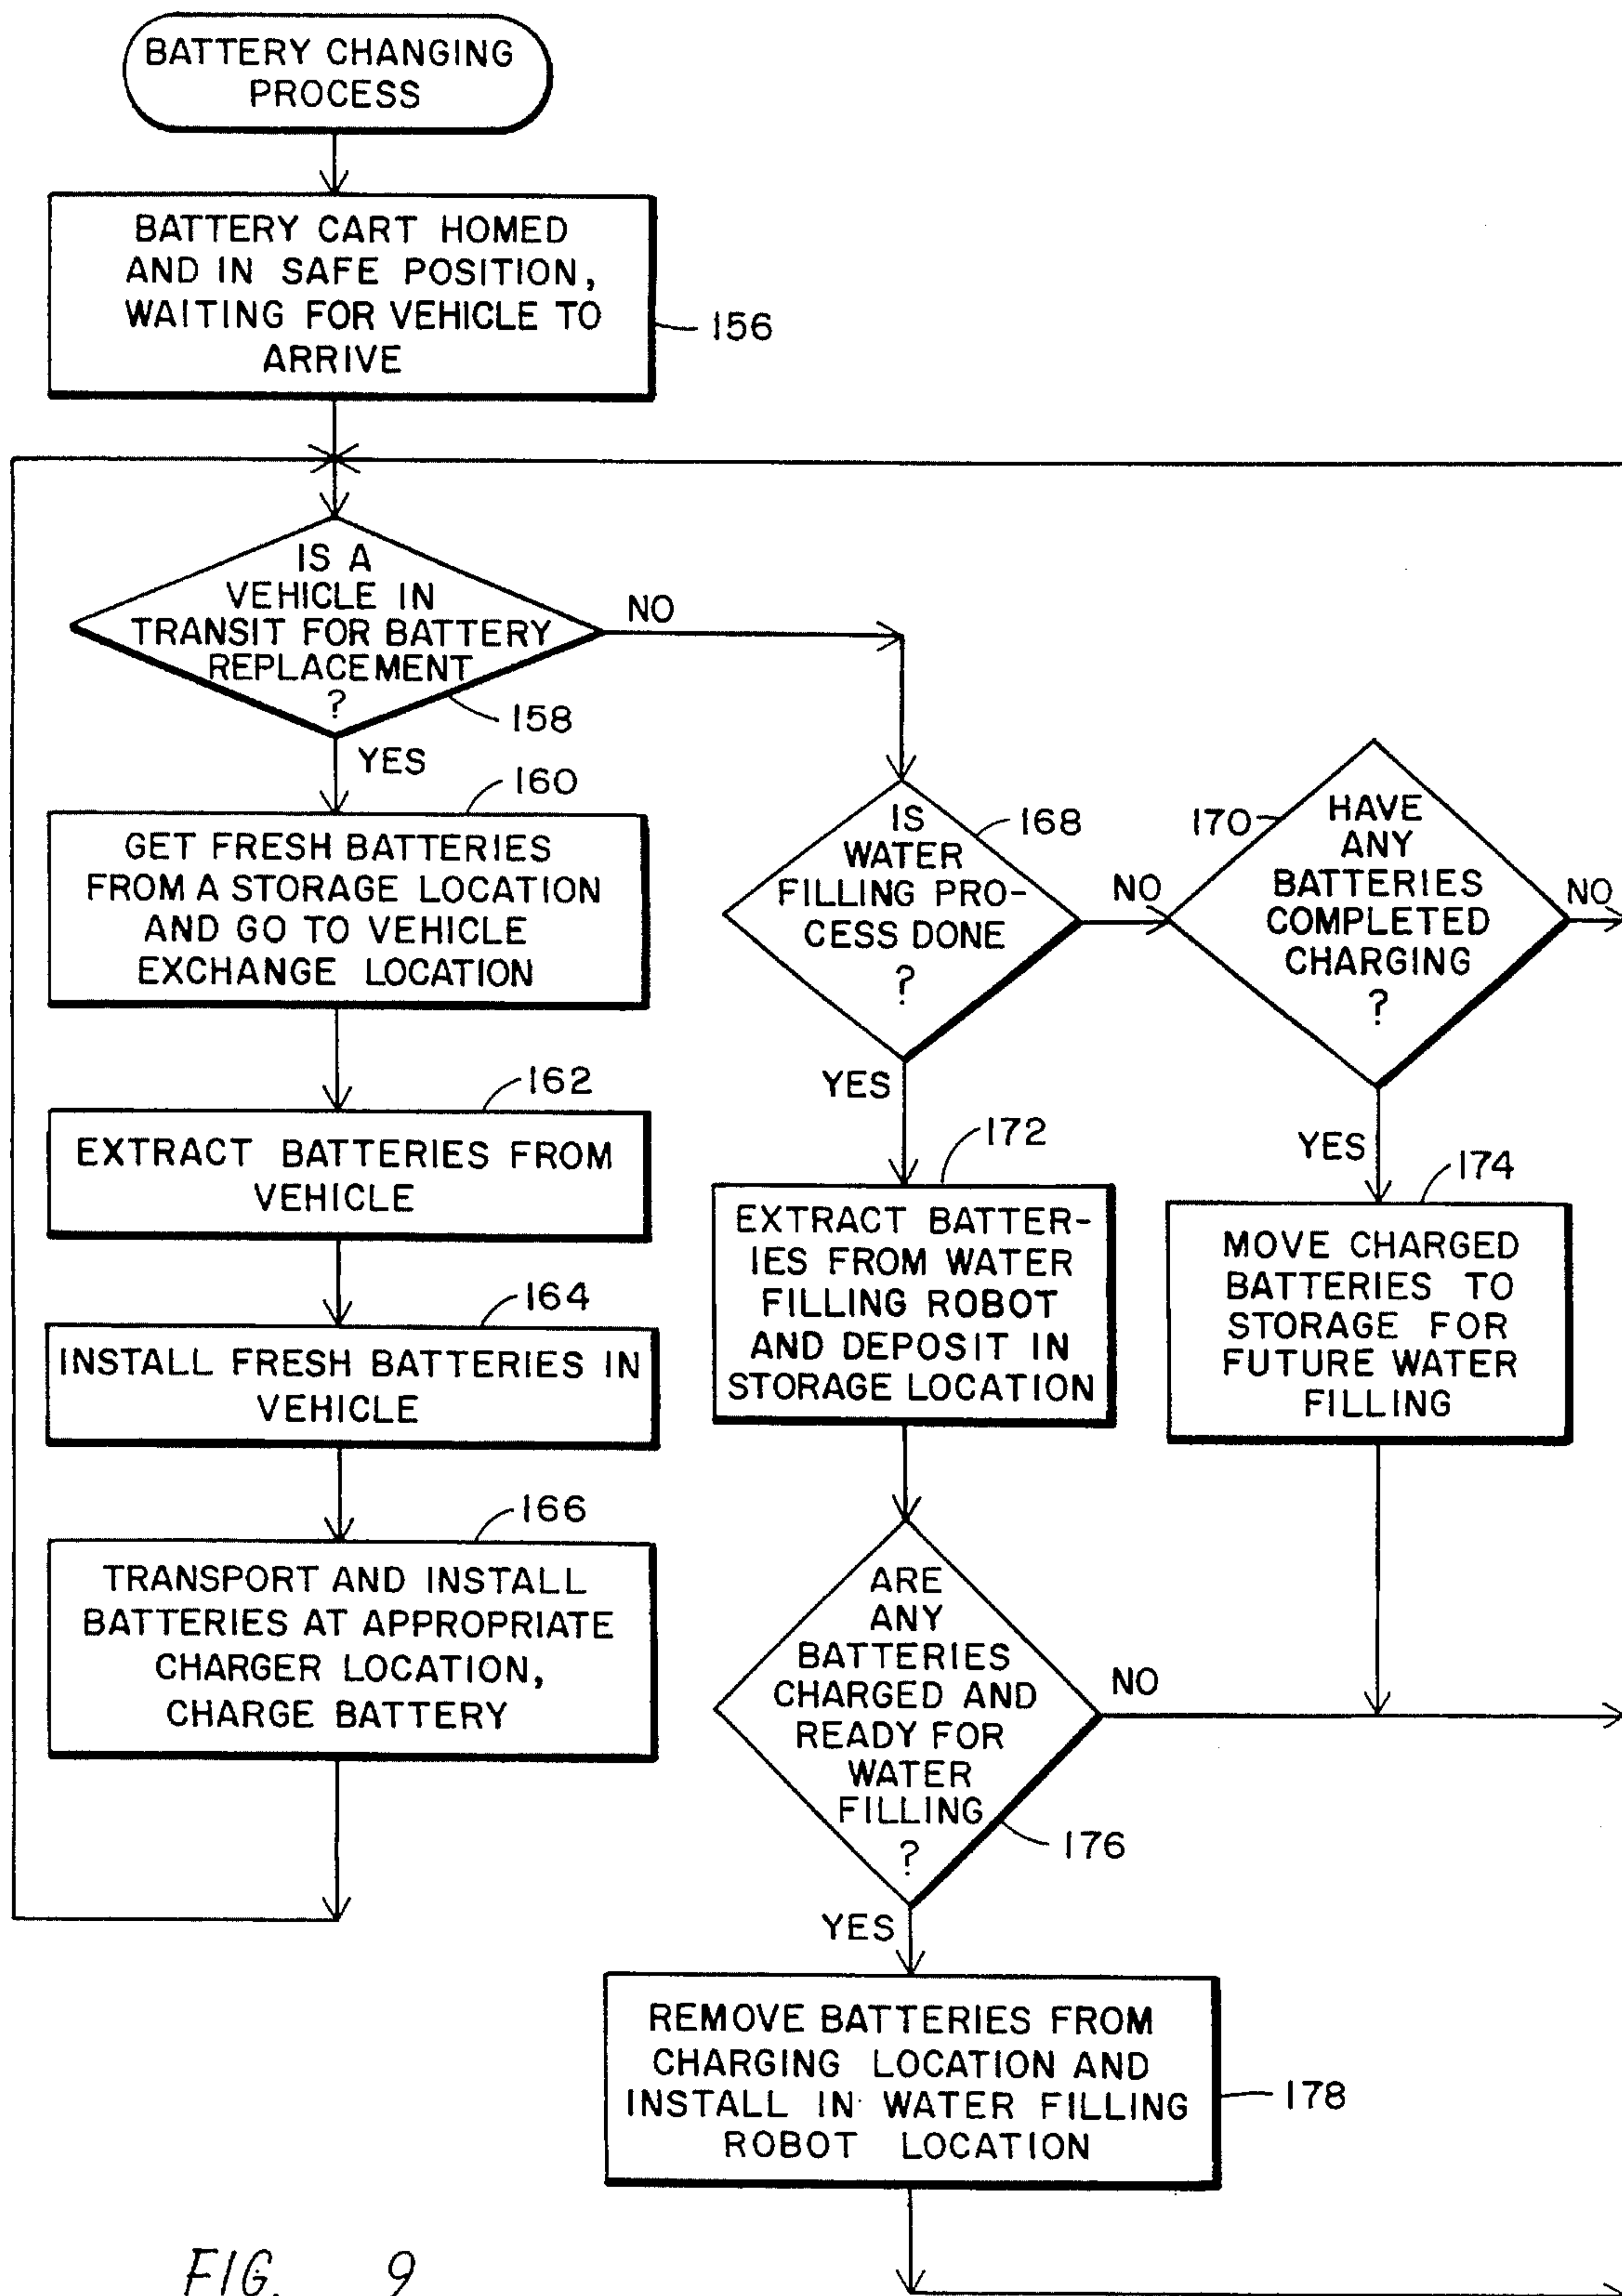 BATTERY CHANGING
PROCESS
BATTERY CART HOMED
AND IN SAFE POSITION,
WAITING FOR VEHICLE TO
ARRIVE
156
IS A
VEHICLE IN
TRANSIT FOR BATTERY
REPLACEMENT
?
158
NO
YES
160
GET FRESH BATTERIES
FROM A STORAGE LOCATION
AND GO TO VEHICLE
EXCHANGE LOCATION
162
EXTRACT BATTERIES FROM
VEHICLE
164
INSTALL FRESH BATTERIES IN
VEHICLE
166
TRANSPORT AND INSTALL
BATTERIES AT APPROPRIATE
CHARGER LOCATION,
CHARGE BATTERY
IS
WATER
FILLING PRO-
CESS DONE
?
168
NO
YES
170
HAVE
ANY
BATTERIES
COMPLETED
CHARGING
?
NO
YES
172
EXTRACT BATTER-
IES FROM WATER
FILLING ROBOT
AND DEPOSIT IN
STORAGE LOCATION
174
MOVE CHARGED
BATTERIES TO
STORAGE FOR
FUTURE WATER
FILLING
ARE
ANY
BATTERIES
CHARGED AND
READY FOR
WATER
FILLING
?
176
NO
YES
REMOVE BATTERIES FROM
CHARGING LOCATION AND
INSTALL IN WATER FILLING
ROBOT LOCATION
178
FIG. 9